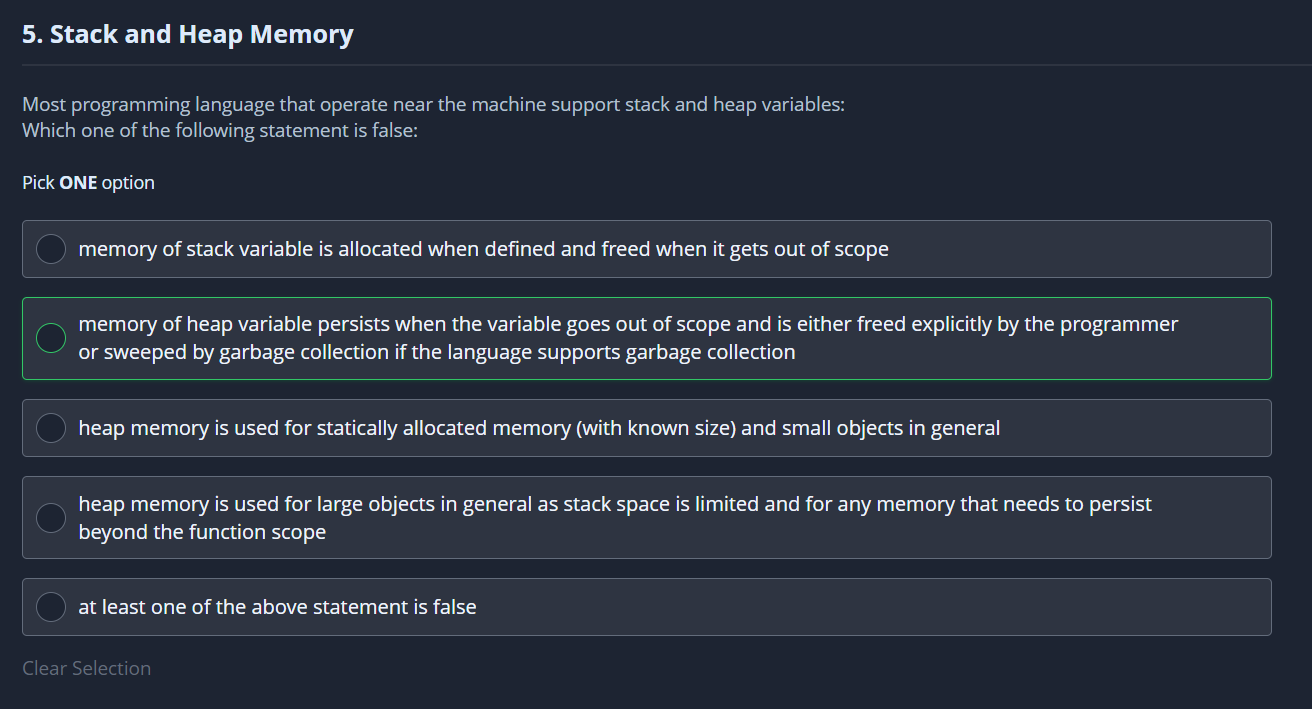 5. Stack and Heap Memory
Most programming language that operate near the machine support stack and heap variables:
Which one of the following statement is false:
Pick ONE option
memory of stack variable is allocated when defined and freed when it gets out of scope
memory of heap variable persists when the variable goes out of scope and is either freed explicitly by the programmer
or sweeped by garbage collection if the language supports garbage collection
heap memory is used for statically allocated memory (with known size) and small objects in general
heap memory is used for large objects in general as stack space is limited and for any memory that needs to persist
beyond the function scope
at least one of the above statement is false
Clear Selection